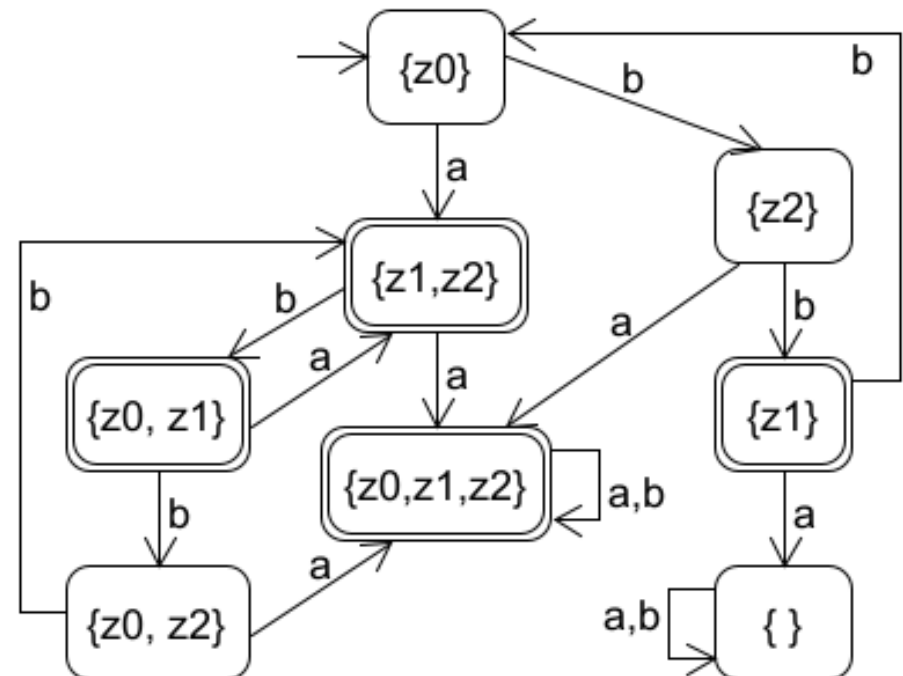 {z0}
b
b
a
{z2}
{z1,z2}
b
b
b
a
a
a
{z0, z1}
{z1}
{z0,z1,z2}
a,b
b
a
a
{z0, z2}
a,b
{ }